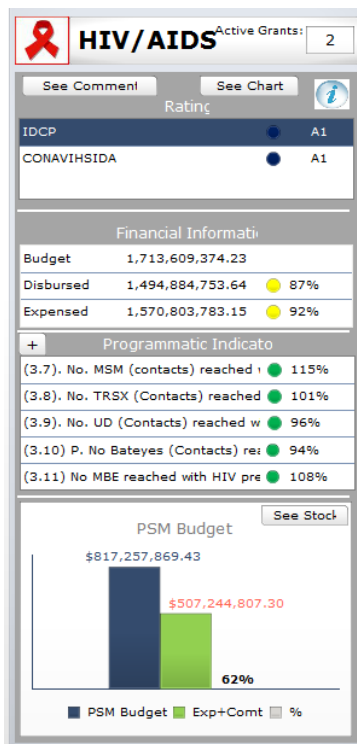 HIV/AIDS Active Grants: 2
See Comment See Chart
Rating
IDCP A1
CONAVIHSIDA A1
Financial Informati
Budget 1,713,609,374.23
Disbursed 1,494,884,753.64 87%
Expensed 1,570,803,783.15 92%
+ Programmatic Indicato
(3.7). No. MSM (contacts) reached 115%
(3.8). No. TRSX (contacts) reached 101%
(3.9). No. UD (Contacts) reached w 96%
(3.10) P. No Bateyes (Contacts) rea 94%
(3.11) No MBE reached with HIV pre 108%
See Stock
PSM Budget
$817,257,869.43
$507,244,807.30
62%
PSM Budget Exp+Comt %